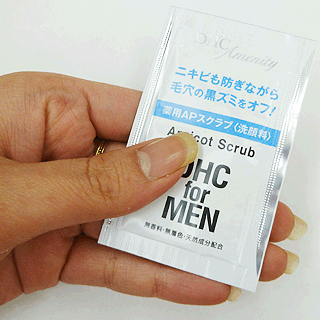 Amenity
ニキビも防ぎながら
毛穴の黒ズミをオフ!
薬用APスクラブ〈洗顔料〉
Apricot Scrub
DHC
for
MEN
無香料・無着色・天然成分配合